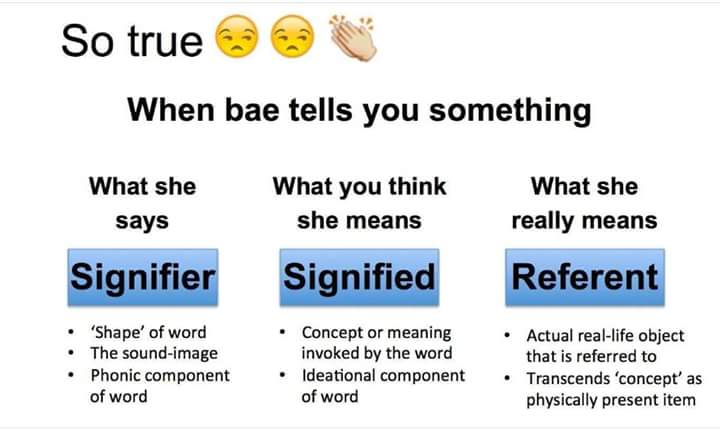 So true 😒 😒 👏
When bae tells you something
What she
says
What you think
she means
What she
really means
Signifier
Signified
Referent
• ‘Shape’ of word
• The sound-image
• Phonic component
of word
• Concept or meaning
invoked by the word
• Ideational component
of word
• Actual real-life object
that is referred to
• Transcends ‘concept’ as
physically present item